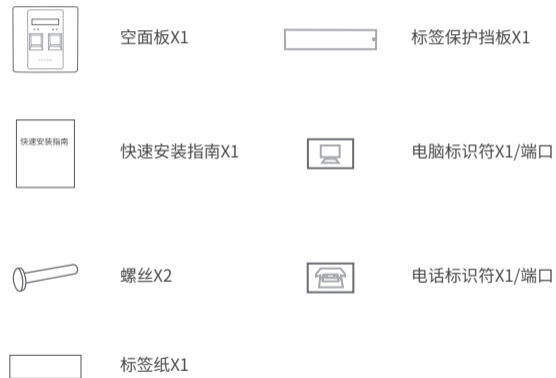 空面板X1
标签保护挡板X1
快速安装指南
快速安装指南X1
电脑标识符X1/端口
螺丝X2
电话标识符X1/端口
标签纸X1